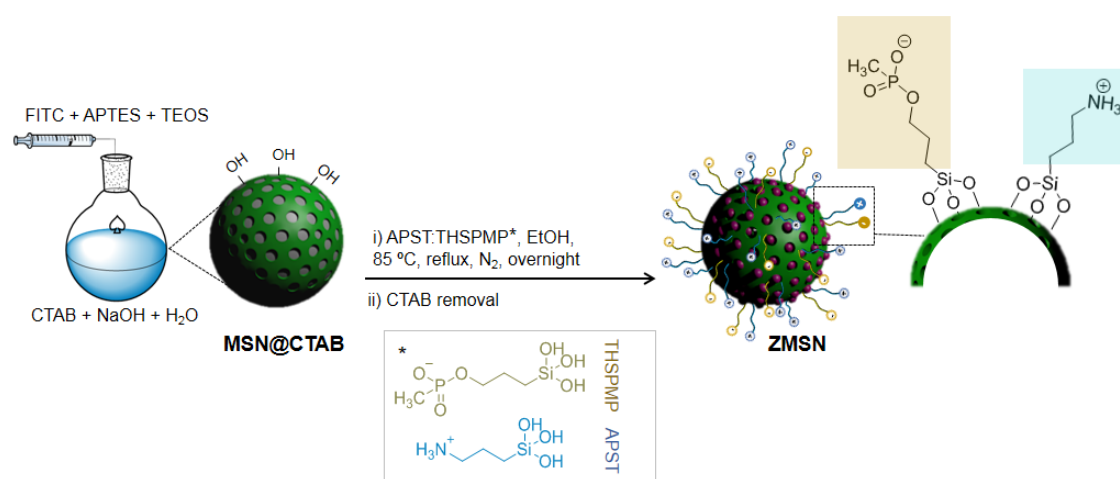 FITC + APTES + TEOS
CTAB + NaOH + H₂O
OH
OH
OH
MSN@CTAB
i) APST:THSPMP*, EtOH,
85 ºC, reflux, N₂, overnight
ii) CTAB removal
*
O⁻
O
P
H₃C
O
Si
OH
OH
OH
THSPMP
H₃N⁺
Si
OH
OH
OH
APST
ZMSN
H₃C
P
O
O⊖
O
Si
O
O
O
⊕
NH₃
Si
O
O
O